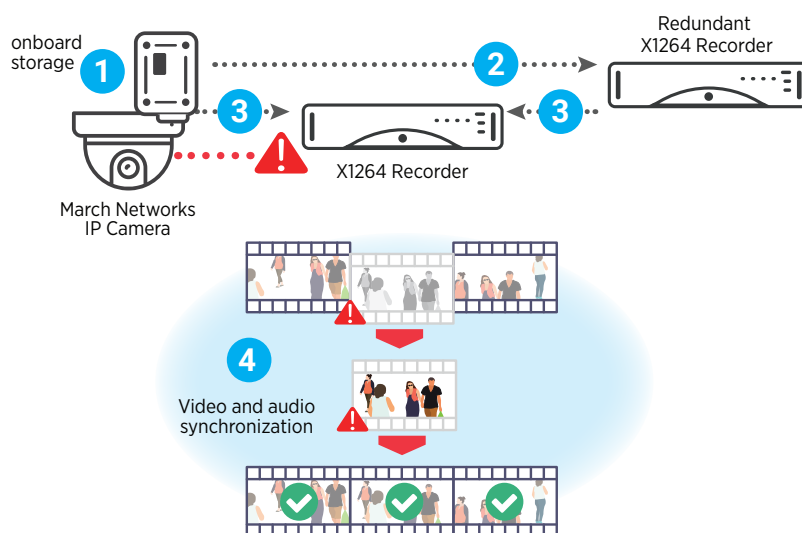 onboard
storage
1
2
Redundant
X1264 Recorder
3
3
X1264 Recorder
March Networks
IP Camera
4
Video and audio
synchronization